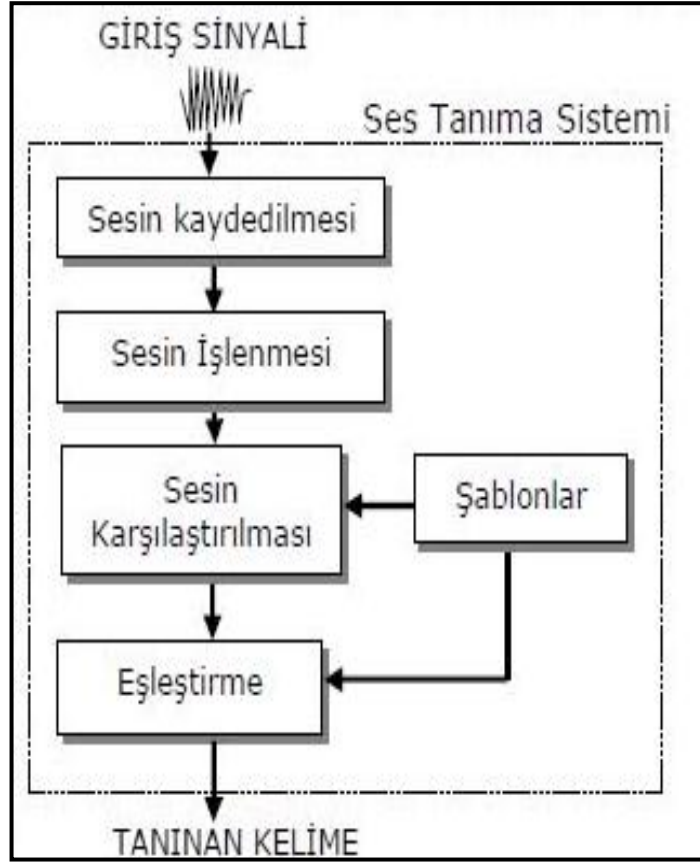 GİRİŞ SİNYALİ
Ses Tanıma Sistemi
Sesin kaydedilmesi
Sesin İşlenmesi
Sesin
Karşılaştırılması
Şablonlar
Eşleştirme
TANINAN KELİME